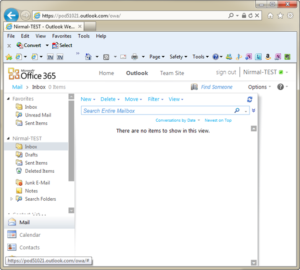 https://pod51021.outlook.com/owa/
Nirmal-TEST - Outlook We...
File Edit View Favorites Tools Help
Convert Select
Page Safety Tools
Office 365
Home Outlook Team Site
sign out Nirmal-TEST
Mail > Inbox 0 Items
Find Someone Options
Favorites
Inbox
Unread Mail
Sent Items
Nirmal-TEST
Inbox
Drafts
Sent Items
Deleted Items
Junk E-Mail
Notes
Search Folders
Mail
Calendar
Contacts
New Delete Move Filter View
Search Entire Mailbox
Conversations by Date Newest on Top
There are no items to show in this view.
https://pod51021.outlook.com/owa/#